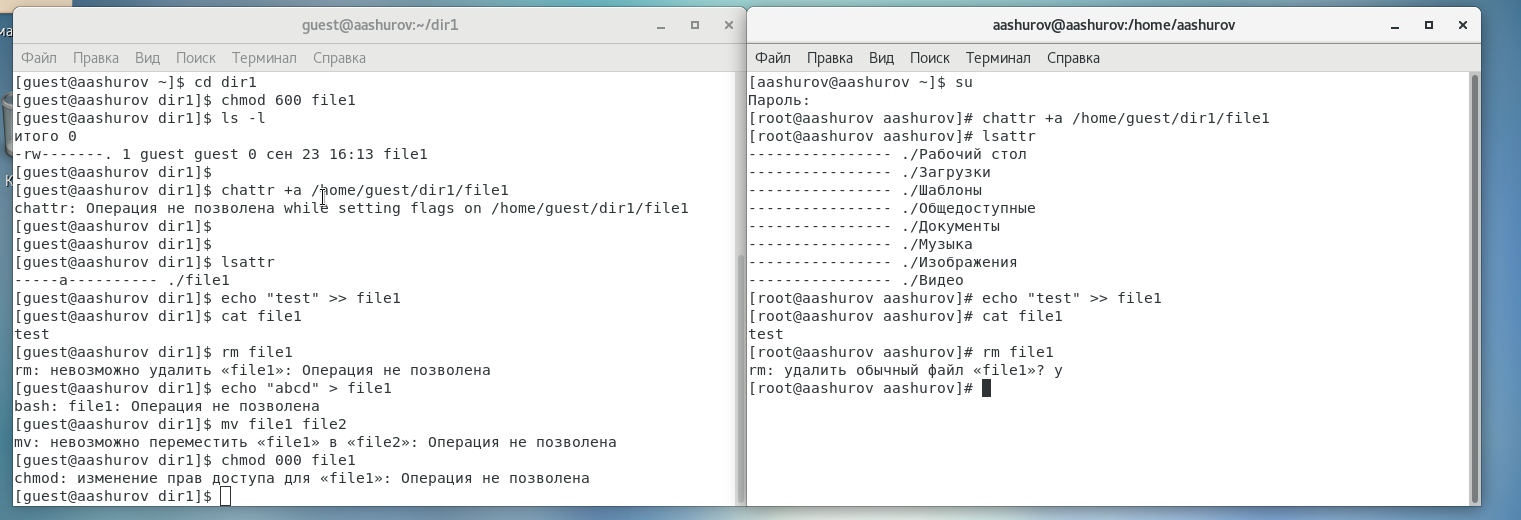 guest@aashurov:~/dir1
Файл Правка Вид Поиск Терминал Справка
[guest@aashurov ~]$ cd dir1
[guest@aashurov dir1]$ chmod 600 file1
[guest@aashurov dir1]$ ls -l
итого 0
-rw-------. 1 guest guest 0 сен 23 16:13 file1
[guest@aashurov dir1]$
[guest@aashurov dir1]$ chattr +a /home/guest/dir1/file1
chattr: Операция не позволена while setting flags on /home/guest/dir1/file1
[guest@aashurov dir1]$
[guest@aashurov dir1]$
[guest@aashurov dir1]$ lsattr
-----a---------- ./file1
[guest@aashurov dir1]$ echo "test" >> file1
[guest@aashurov dir1]$ cat file1
test
[guest@aashurov dir1]$ rm file1
rm: невозможно удалить «file1»: Операция не позволена
[guest@aashurov dir1]$ echo "abcd" > file1
bash: file1: Операция не позволена
[guest@aashurov dir1]$ mv file1 file2
mv: невозможно переместить «file1» в «file2»: Операция не позволена
[guest@aashurov dir1]$ chmod 000 file1
chmod: изменение прав доступа для «file1»: Операция не позволена
[guest@aashurov dir1]$
aashurov@aashurov:/home/aashurov
Файл Правка Вид Поиск Терминал Справка
[aashurov@aashurov ~]$ su
Пароль:
[root@aashurov aashurov]# chattr +a /home/guest/dir1/file1
[root@aashurov aashurov]# lsattr
---------------- ./Рабочий стол
---------------- ./Загрузки
---------------- ./Шаблоны
---------------- ./Общедоступные
---------------- ./Документы
---------------- ./Музыка
---------------- ./Изображения
---------------- ./Видео
[root@aashurov aashurov]# echo "test" >> file1
[root@aashurov aashurov]# cat file1
test
[root@aashurov aashurov]# rm file1
rm: удалить обычный файл «file1»? y
[root@aashurov aashurov]#